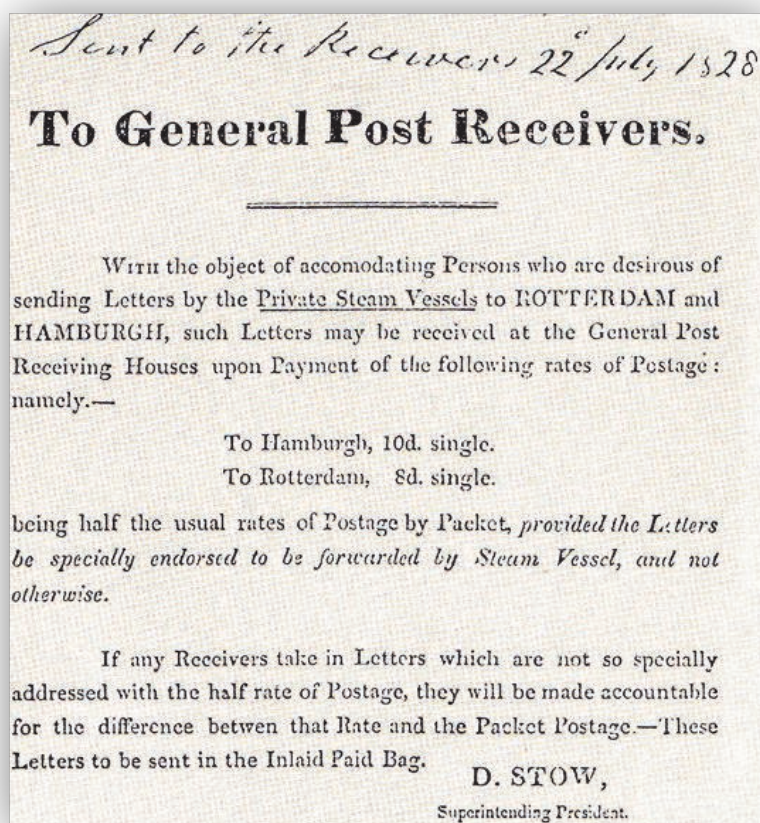 Sent to the Receivers 22d July 1828
To General Post Receivers.
WITH the object of accomodating Persons who are desirous of
sending Letters by the Private Steam Vessels to ROTTERDAM and
HAMBURGH, such Letters may be received at the General Post
Receiving Houses upon Payment of the following rates of Postage:
namely.—
To Hamburgh, 10d. single.
To Rotterdam, 8d. single.
being half the usual rates of Postage by Packet, provided the Letters
be specially endorsed to be forwarded by Steam Vessel, and not
otherwise.
If any Receivers take in Letters which are not so specially
addressed with the half rate of Postage, they will be made accountable
for the difference betwen that Rate and the Packet Postage.—These
Letters to be sent in the Inlaid Paid Bag.
D. STOW,
Superintending President.